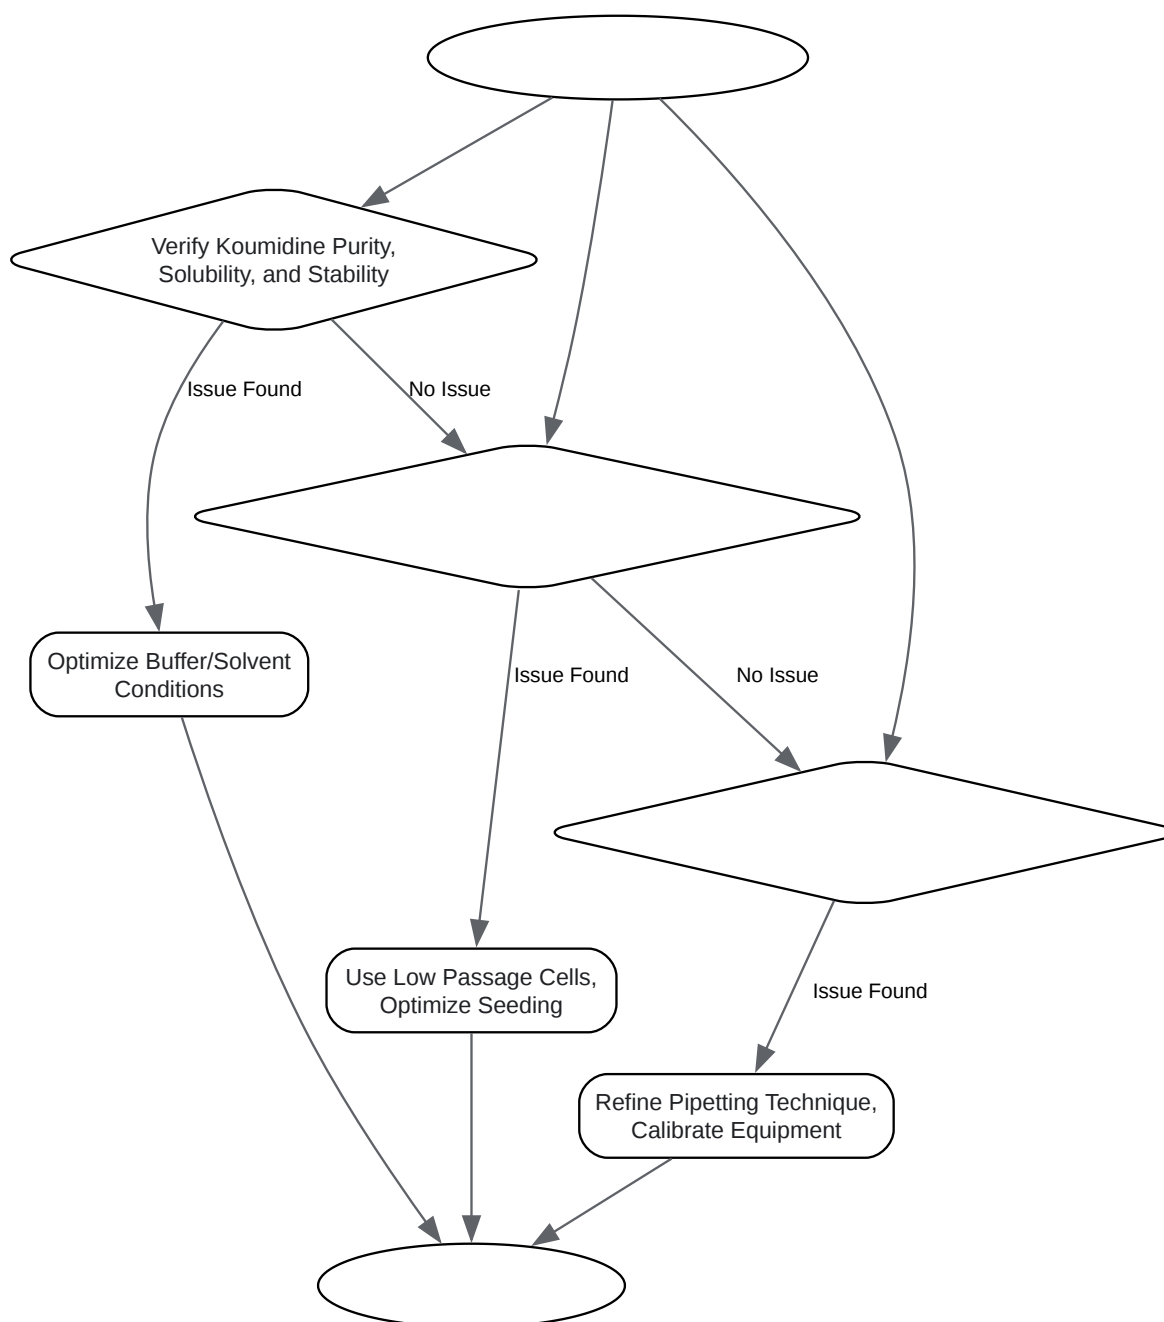 Verify Koumidine Purity,
Solubility, and Stability
Issue Found
No Issue
Optimize Buffer/Solvent
Conditions
Issue Found
No Issue
Use Low Passage Cells,
Optimize Seeding
Issue Found
Refine Pipetting Technique,
Calibrate Equipment